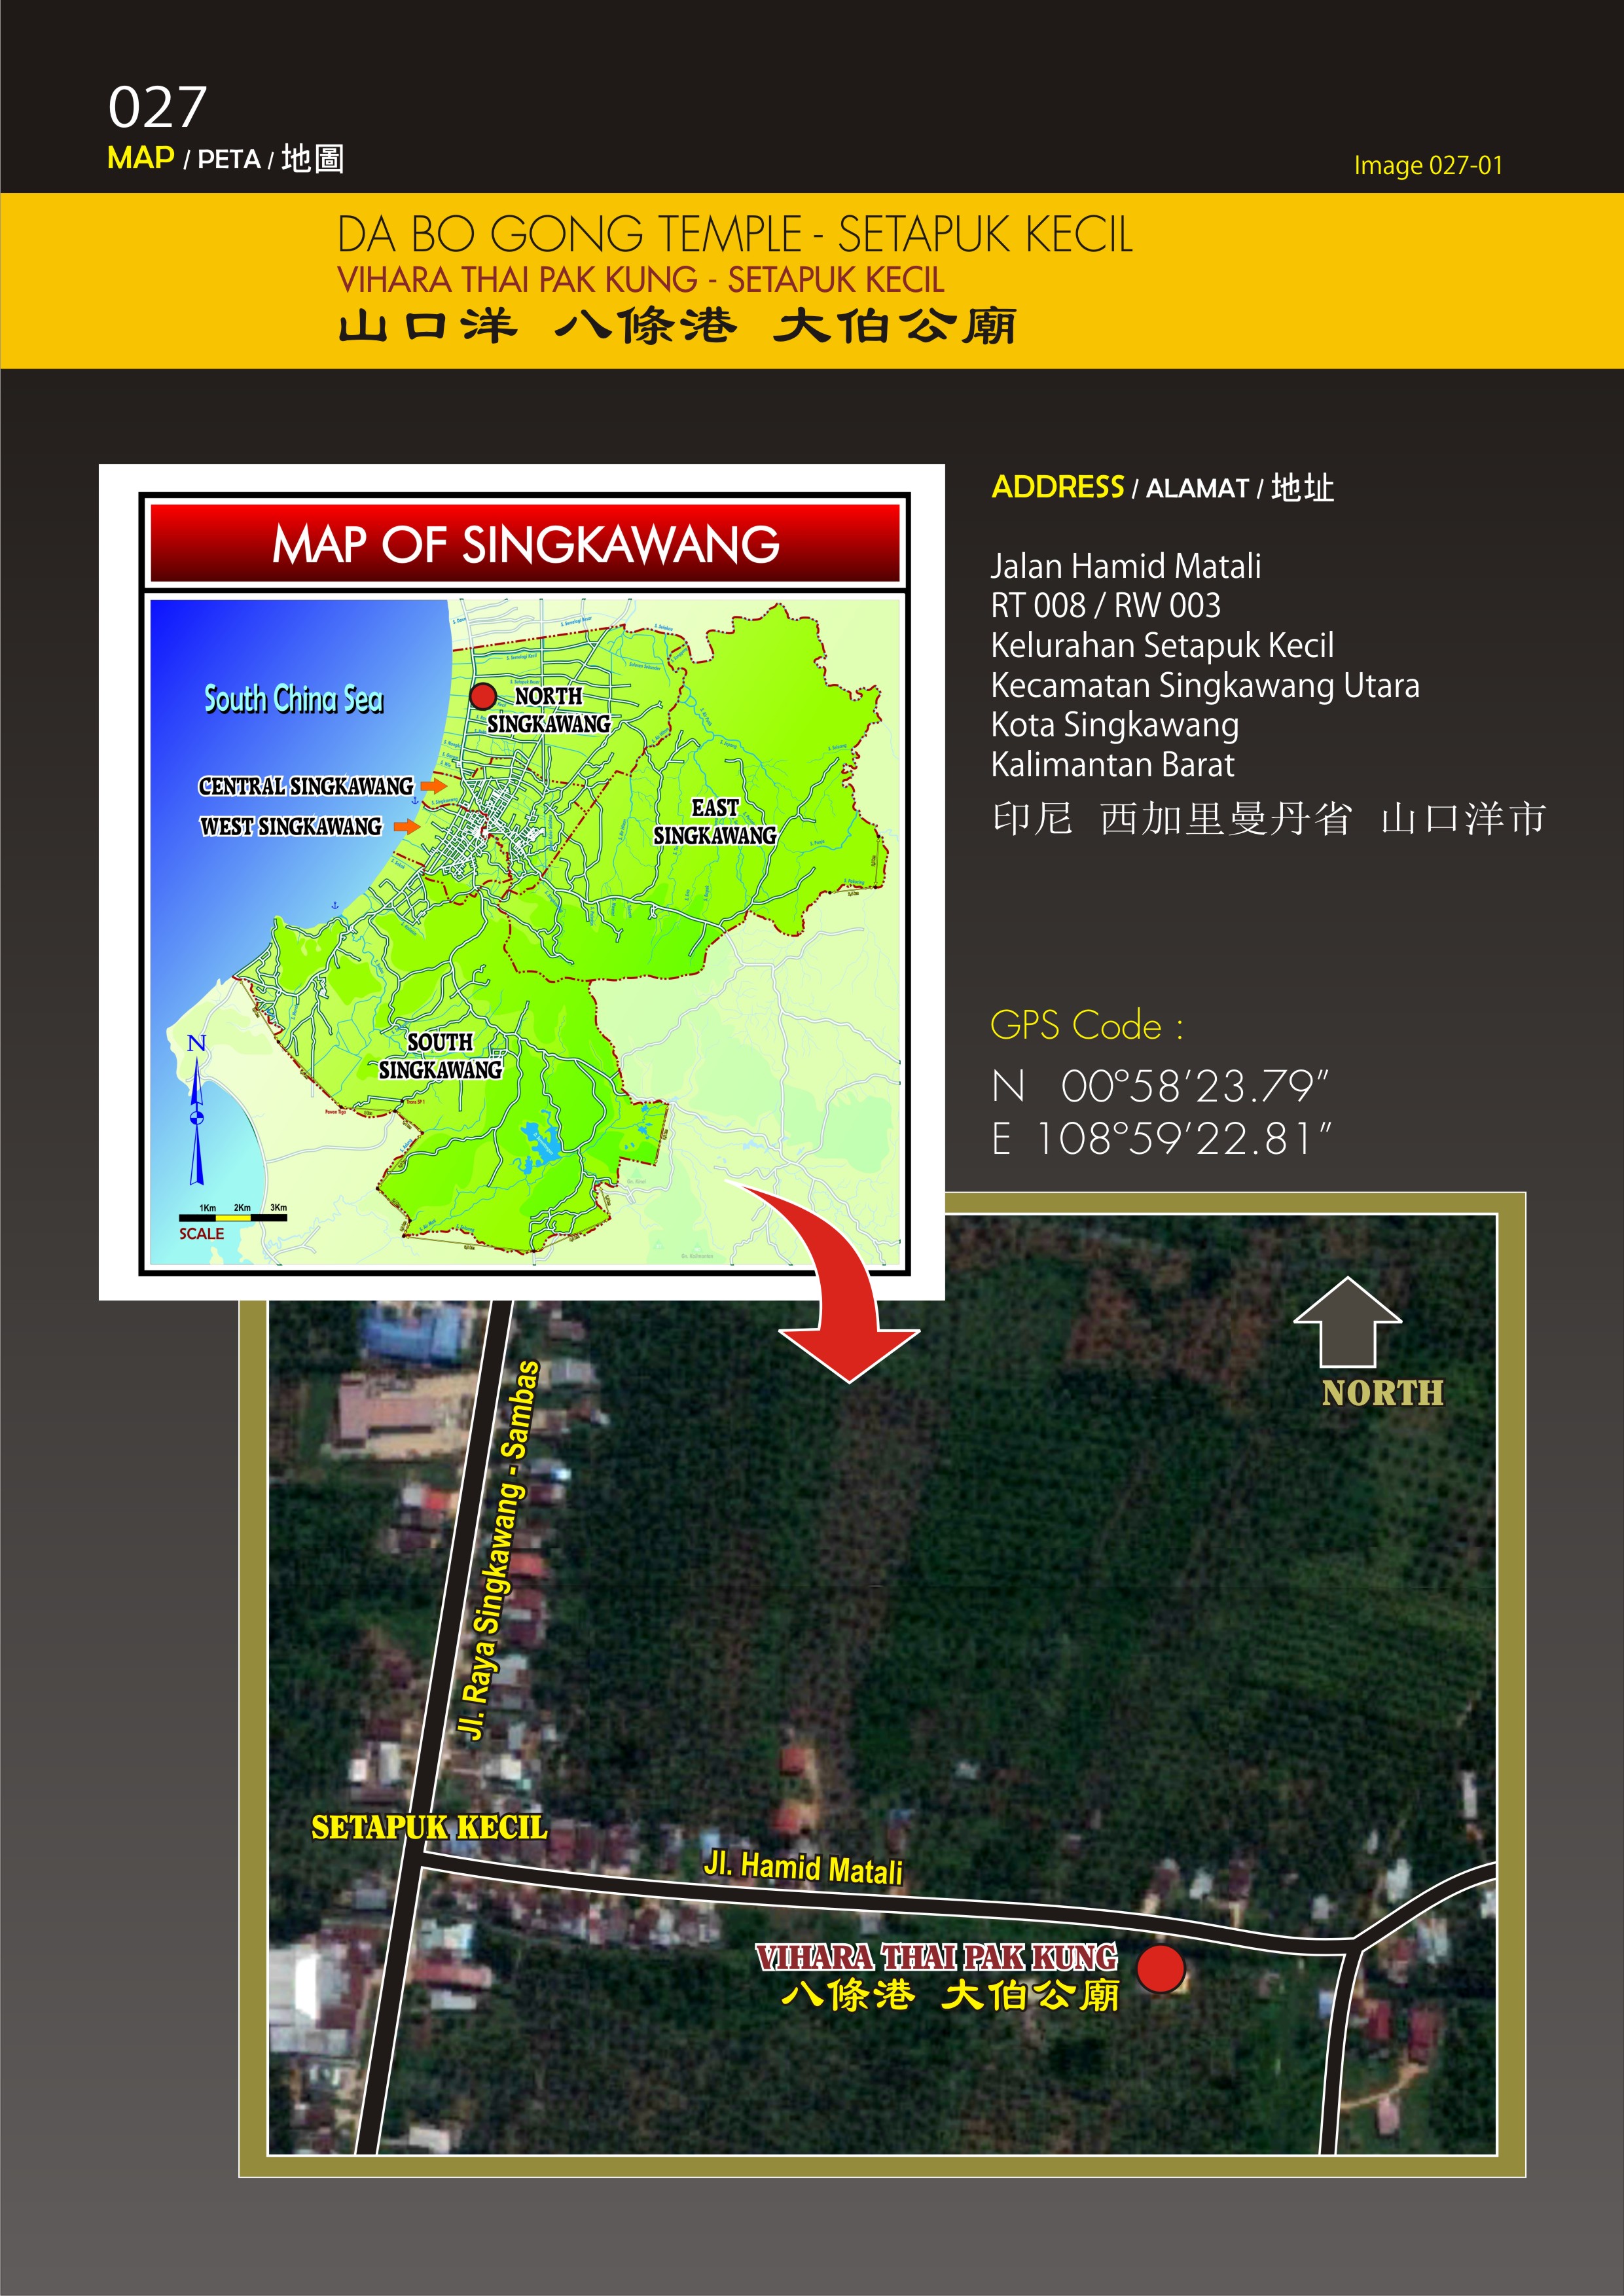 027
MAP / PETA / 地圖
Image 027-01
DA BO GONG TEMPLE - SETAPUK KECIL
VIHARA THAI PAK KUNG - SETAPUK KECIL
山口洋 八條港 大伯公廟
MAP OF SINGKAWANG
South China Sea
NORTH
SINGKAWANG
CENTRAL SINGKAWANG
WEST SINGKAWANG
EAST
SINGKAWANG
SOUTH
SINGKAWANG
N
1Km 2Km 3Km
SCALE
ADDRESS / ALAMAT / 地址
Jalan Hamid Matali
RT 008 / RW 003
Kelurahan Setapuk Kecil
Kecamatan Singkawang Utara
Kota Singkawang
Kalimantan Barat
印尼 西加里曼丹省 山口洋市
GPS Code :
N 00°58’23.79”
E 108°59’22.81”
NORTH
Jl. Raya Singkawang - Sambas
SETAPUK KECIL
Jl. Hamid Matali
VIHARA THAI PAK KUNG
八條港 大伯公廟